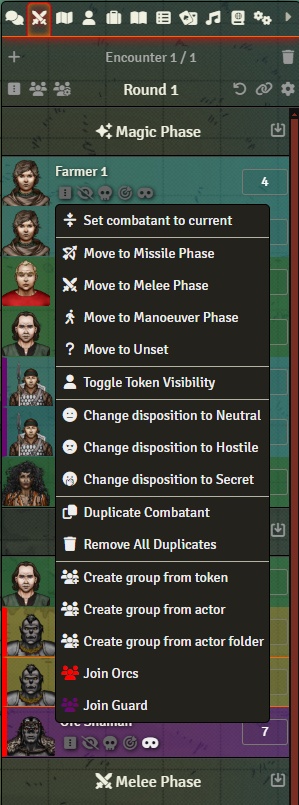 Encounter 1 / 1
Round 1
Magic Phase
Farmer 1
4
Set combatant to current
Move to Missile Phase
Move to Melee Phase
Move to Manoeuver Phase
? Move to Unset
Toggle Token Visibility
Change disposition to Neutral
Change disposition to Hostile
Change disposition to Secret
Duplicate Combatant
Remove All Duplicates
Create group from token
Create group from actor
Create group from actor folder
Join Orcs
Join Guard
Orc Shaman
7
Melee Phase